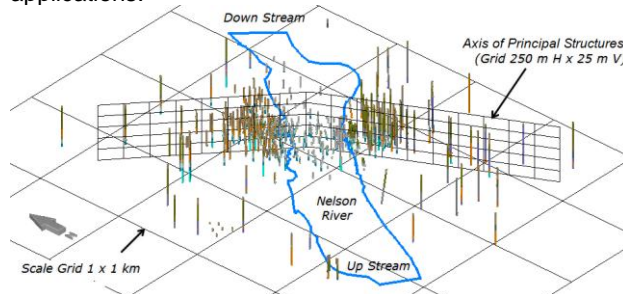 applications.
Down Stream
Axis of Principal Structures
(Grid 250 m H x 25 m V)
Nelson
River
Scale Grid 1 x 1 km
Up Stream